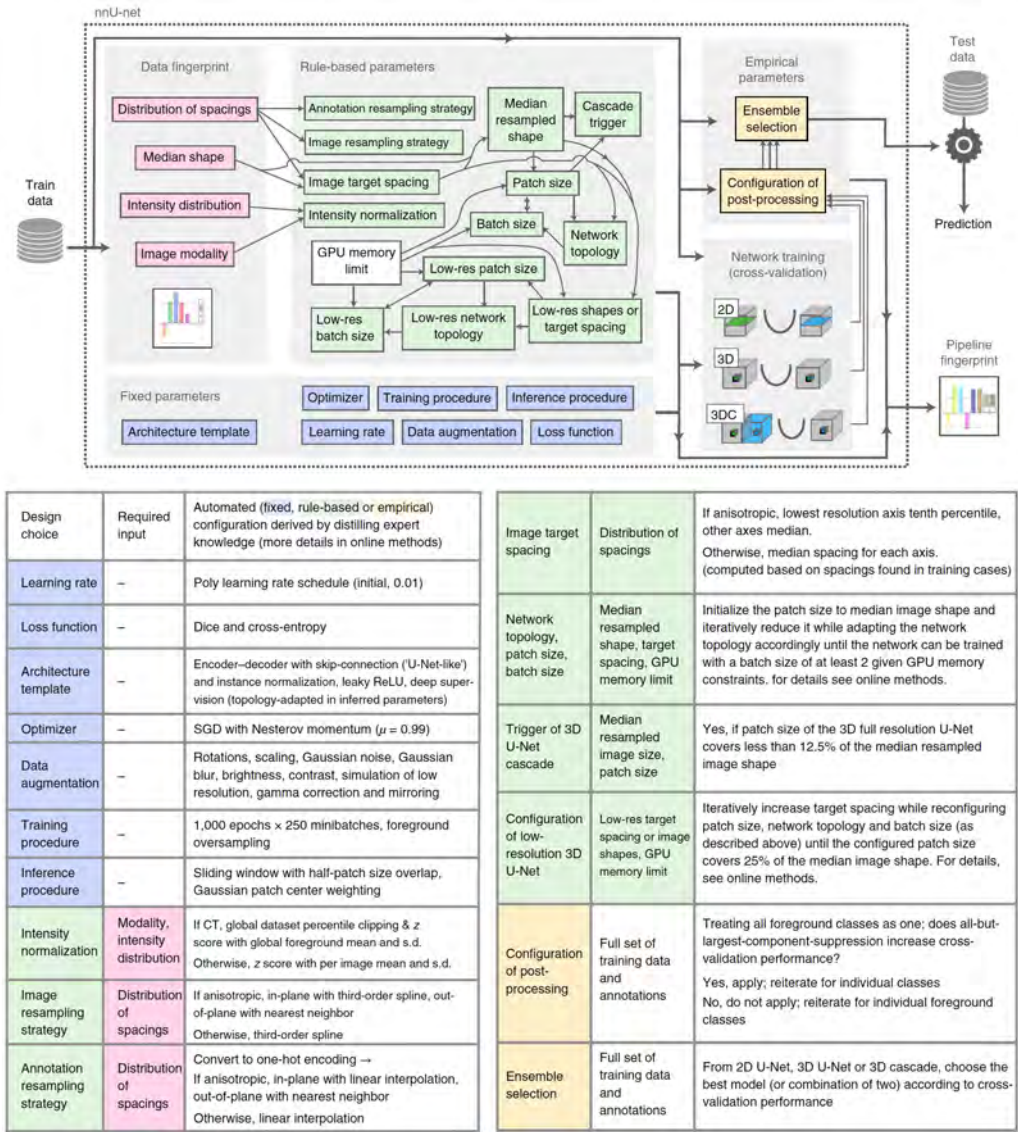 nnU-net
Data fingerprint
Distribution of spacings
Median shape
Intensity distribution
Image modality
Rule-based parameters
Annotation resampling strategy
Image resampling strategy
Image target spacing
Intensity normalization
Median
resampled
shape
Cascade
trigger
Patch size
Batch size
Network
topology
GPU memory
limit
Low-res patch size
Low-res
batch size
Low-res network
topology
Low-res shapes or
target spacing
Fixed parameters
Architecture template
Optimizer
Training procedure
Inference procedure
Learning rate
Data augmentation
Loss function
Train
data
Empirical
parameters
Ensemble
selection
Configuration of
post-processing
Network training
(cross-validation)
2D
3D
3DC
Test
data
Prediction
Pipeline
fingerprint
Design
choice
Required
input
Automated (fixed, rule-based or empirical)
configuration derived by distilling expert
knowledge (more details in online methods)
Learning rate
–
Poly learning rate schedule (initial, 0.01)
Loss function
–
Dice and cross-entropy
Architecture
template
–
Encoder–decoder with skip-connection ('U-Net-like')
and instance normalization, leaky ReLU, deep super-
vision (topology-adapted in inferred parameters)
Optimizer
–
SGD with Nesterov momentum (μ = 0.99)
Data
augmentation
–
Rotations, scaling, Gaussian noise, Gaussian
blur, brightness, contrast, simulation of low
resolution, gamma correction and mirroring
Training
procedure
–
1,000 epochs × 250 minibatches, foreground
oversampling
Inference
procedure
–
Sliding window with half-patch size overlap,
Gaussian patch center weighting
Intensity
normalization
Modality,
intensity
distribution
If CT, global dataset percentile clipping & z
score with global foreground mean and s.d.
Otherwise, z score with per image mean and s.d.
Image
resampling
strategy
Distribution
of
spacings
If anisotropic, in-plane with third-order spline, out-
of-plane with nearest neighbor
Otherwise, third-order spline
Annotation
resampling
strategy
Distribution
of
spacings
Convert to one-hot encoding →
If anisotropic, in-plane with linear interpolation,
out-of-plane with nearest neighbor
Otherwise, linear interpolation
Image target
spacing
Distribution
of spacings
If anisotropic, lowest resolution axis tenth percentile,
other axes median.
Otherwise, median spacing for each axis.
(computed based on spacings found in training cases)
Network
topology,
patch size,
batch size
Median
resampled
shape, target
spacing, GPU
memory limit
Initialize the patch size to median image shape and
iteratively reduce it while adapting the network
topology accordingly until the network can be trained
with a batch size of at least 2 given GPU memory
constraints. for details see online methods.
Trigger of 3D
U-Net
cascade
Median
resampled
image size,
patch size
Yes, if patch size of the 3D full resolution U-Net
covers less than 12.5% of the median resampled
image shape
Configuration
of low-
resolution 3D
U-Net
Low-res target
spacing or image
shapes, GPU
memory limit
Iteratively increase target spacing while reconfiguring
patch size, network topology and batch size (as
described above) until the configured patch size
covers 25% of the median image shape. For details,
see online methods.
Configuration
of post-
processing
Full set of
training data
and
annotations
Treating all foreground classes as one; does all-but-
largest-component-suppression increase cross-
validation performance?
Yes, apply; reiterate for individual classes
No, do not apply; reiterate for individual foreground
classes
Ensemble
selection
Full set of
training data
and
annotations
From 2D U-Net, 3D U-Net or 3D cascade, choose the
best model (or combination of two) according to cross-
validation performance